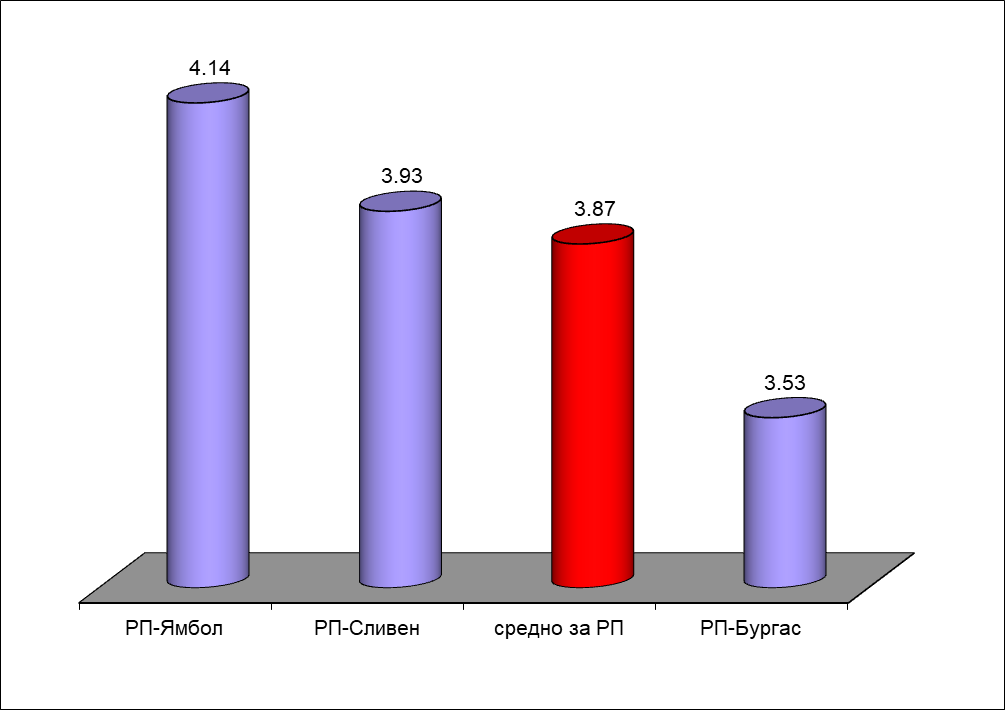 4.14
3.93
3.87
3.53
РП-Ямбол
РП-Сливен
средно за РП
РП-Бургас